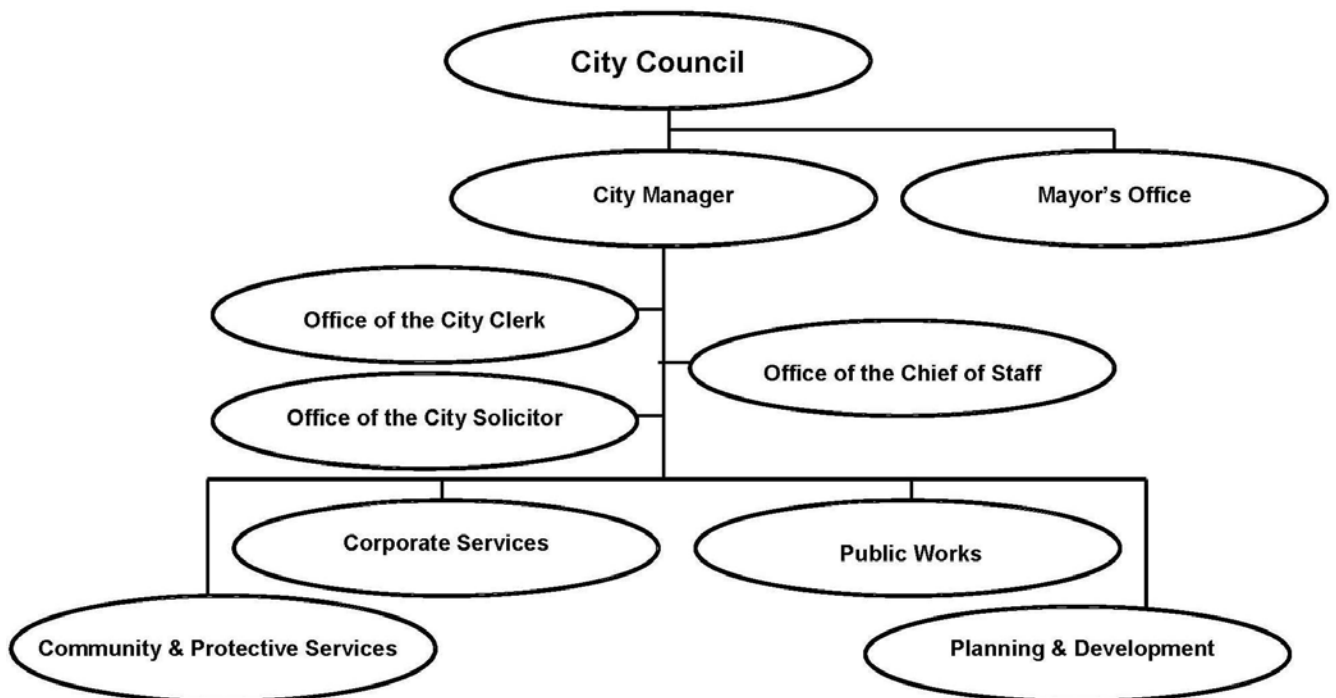 City Council
City Manager
Mayor's Office
Office of the City Clerk
Office of the Chief of Staff
Office of the City Solicitor
Corporate Services
Public Works
Community & Protective Services
Planning & Development